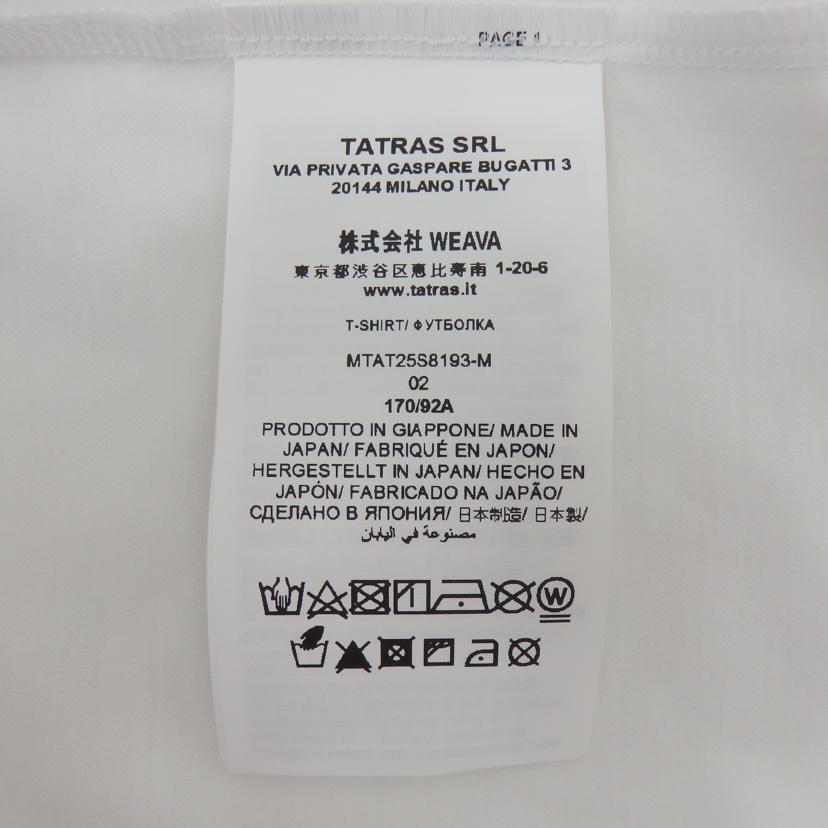 PAGE 1
TATRAS SRL
VIA PRIVATA GASPARE BUGATTI 3
20144 MILANO ITALY
株式会社 WEAVA
東京都渋谷区恵比寿南 1-20-6
www.tatras.it
T-SHIRT/ ФУТБОЛКА
MTAT25S8193-M
02
170/92A
PRODOTTO IN GIAPPONE/ MADE IN
JAPAN/ FABRIQUÉ EN JAPON/
HERGESTELLT IN JAPAN/ HECHO EN
JAPÓN/ FABRICADO NA JAPÃO/
СДЕЛАНО В ЯПОНИЯ/ 日本制造/ 日本製/
مصنوعة في اليابان
W